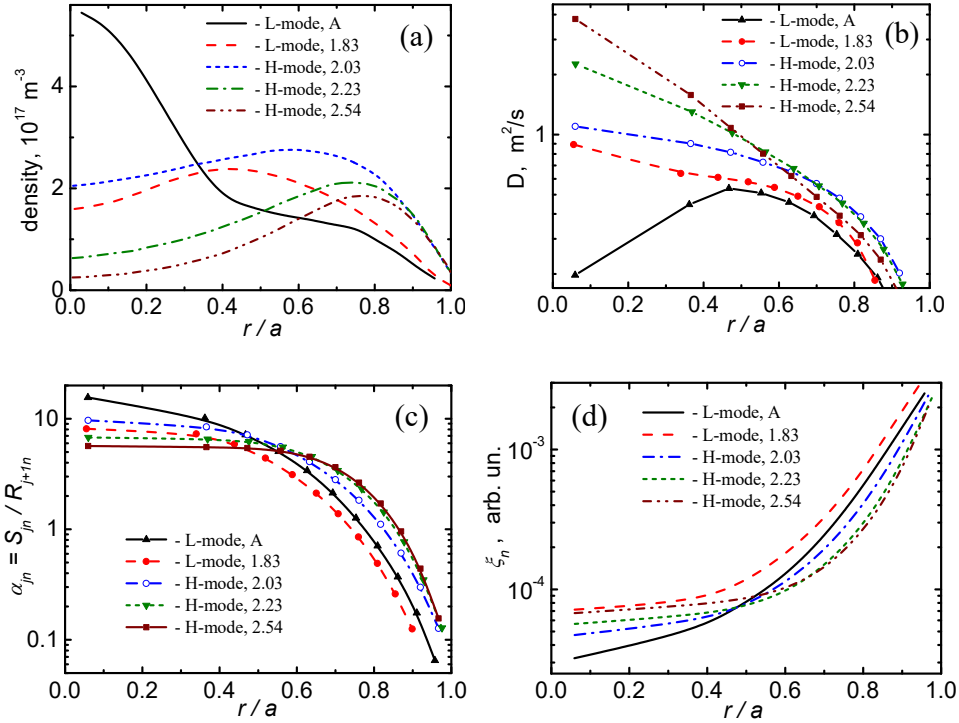 (a)
- L-mode, A
- L-mode, 1.83
- H-mode, 2.03
- H-mode, 2.23
- H-mode, 2.54
density, 10^17 m^-3
4
2
0
0.0 0.2 0.4 0.6 0.8 1.0
r / a
(b)
- L-mode, A
- L-mode, 1.83
- H-mode, 2.03
- H-mode, 2.23
- H-mode, 2.54
D, m^2/s
1
0.0 0.2 0.4 0.6 0.8 1.0
r / a
(c)
α_jn = S_jn / R_j+1n
10
1
0.1
- L-mode, A
- L-mode, 1.83
- H-mode, 2.03
- H-mode, 2.23
- H-mode, 2.54
0.0 0.2 0.4 0.6 0.8 1.0
r / a
(d)
- L-mode, A
- L-mode, 1.83
- H-mode, 2.03
- H-mode, 2.23
- H-mode, 2.54
ξ_n , arb. un.
10^-3
10^-4
0.0 0.2 0.4 0.6 0.8 1.0
r / a